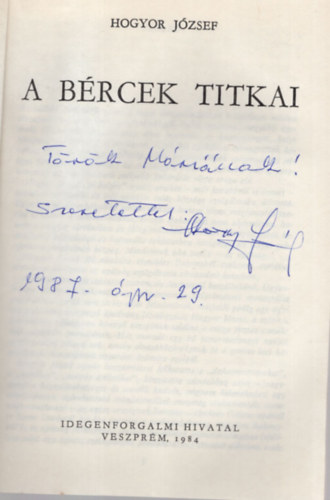 HOGYOR JÓZSEF
A BÉRCEK TITKAI
Török Máriának!
Szeretettel:
1987. ápr. 29.
IDEGENFORGALMI HIVATAL
VESZPRÉM, 1984